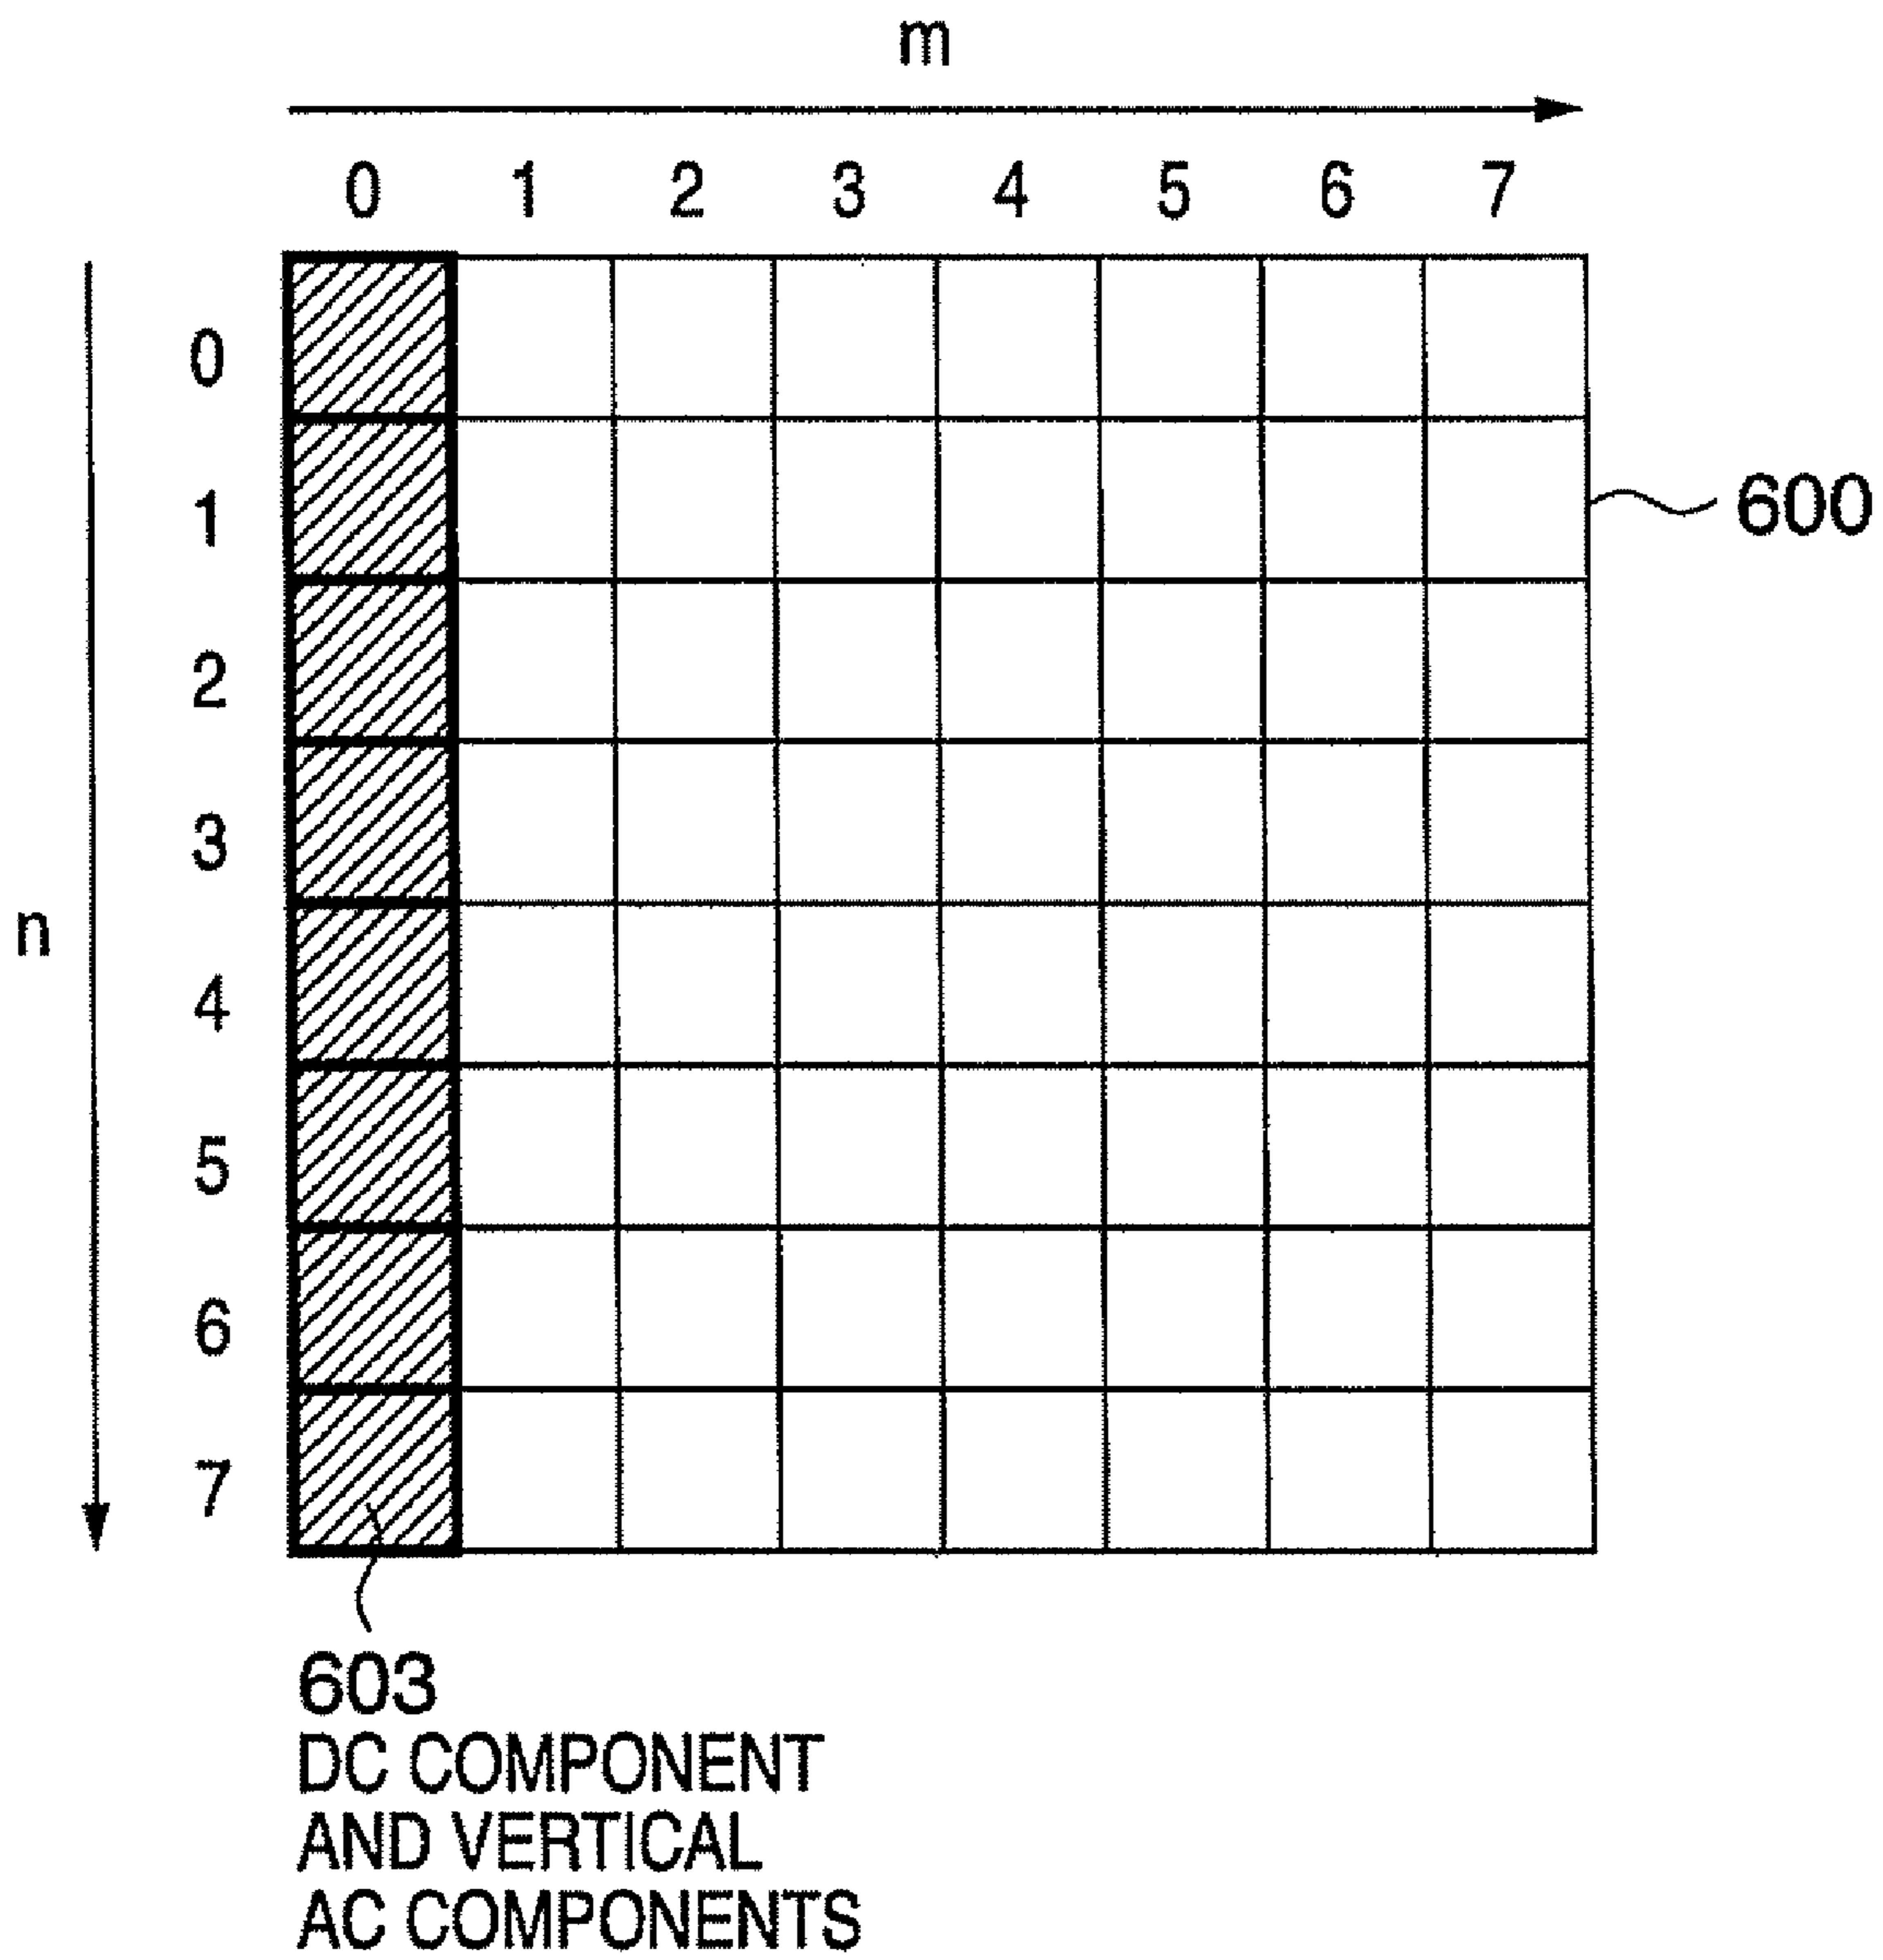 m
0 1 2 3 4 5 6 7
0
1
600
2
3
n
4
5
6
7
603
DC COMPONENT
AND VERTICAL
AC COMPONENTS